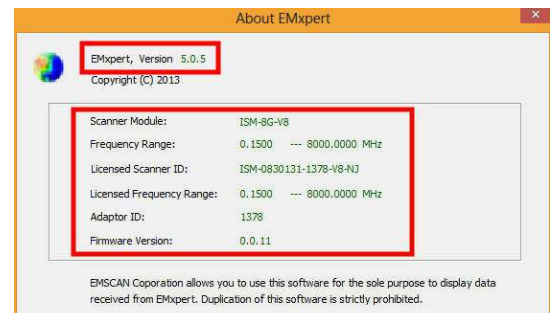 About EMxpert
EMxpert, Version 5.0.5
Copyright (C) 2013
Scanner Module: ISM-8G-V8
Frequency Range: 0.1500 --- 8000.0000 MHz
Licensed Scanner ID: ISM-0830131-1378-V8-NJ
Licensed Frequency Range: 0.1500 --- 8000.0000 MHz
Adaptor ID: 1378
Firmware Version: 0.0.11
EMSCAN Coporation allows you to use this software for the sole purpose to display data
received from EMxpert. Duplication of this software is strictly prohibited.